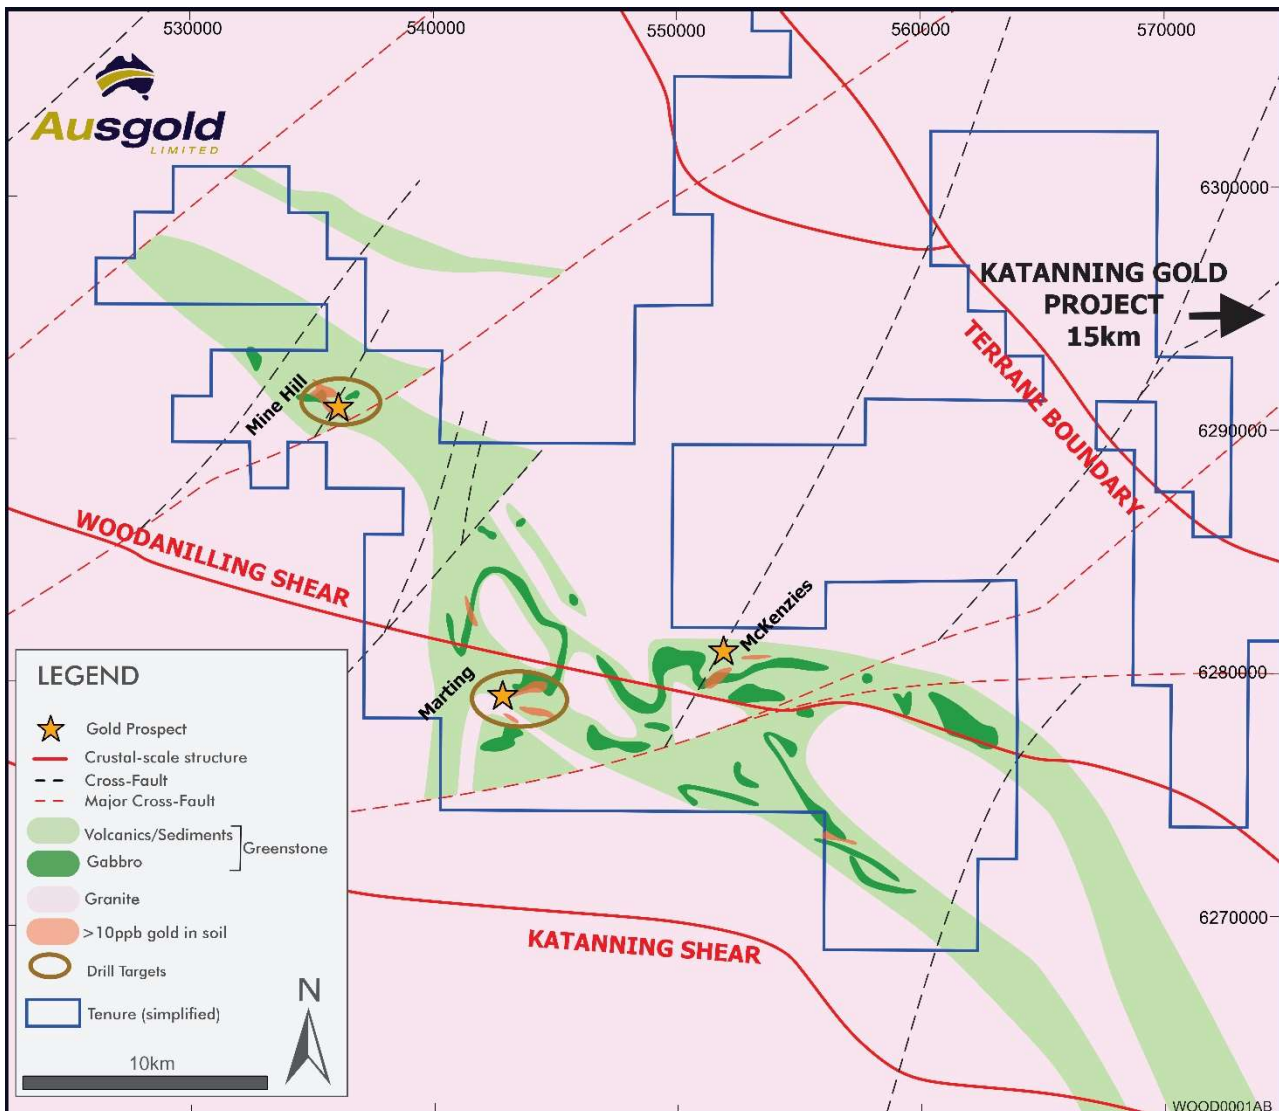 530000
540000
550000
560000
570000
Ausgold
LIMITED
6300000
KATANNING GOLD
PROJECT
15km
TERRANE BOUNDARY
Mine Hill
6290000
WOODANILLING SHEAR
McKenzies
Marting
6280000
LEGEND
Gold Prospect
Crustal-scale structure
Cross-Fault
Major Cross-Fault
Volcanics/Sediments
Greenstone
Gabbro
Granite
>10ppb gold in soil
Drill Targets
Tenure (simplified)
N
10km
6270000
KATANNING SHEAR
WOOD0001AB